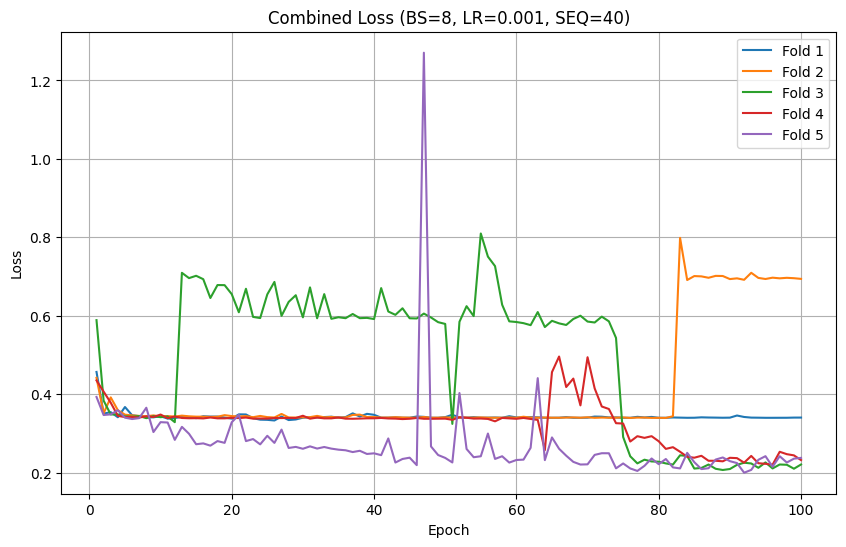 Combined Loss (BS=8, LR=0.001, SEQ=40)
Fold 1
Fold 2
Fold 3
Fold 4
Fold 5
Loss
1.2
1.0
0.8
0.6
0.4
0.2
0 20 40 60 80 100
Epoch